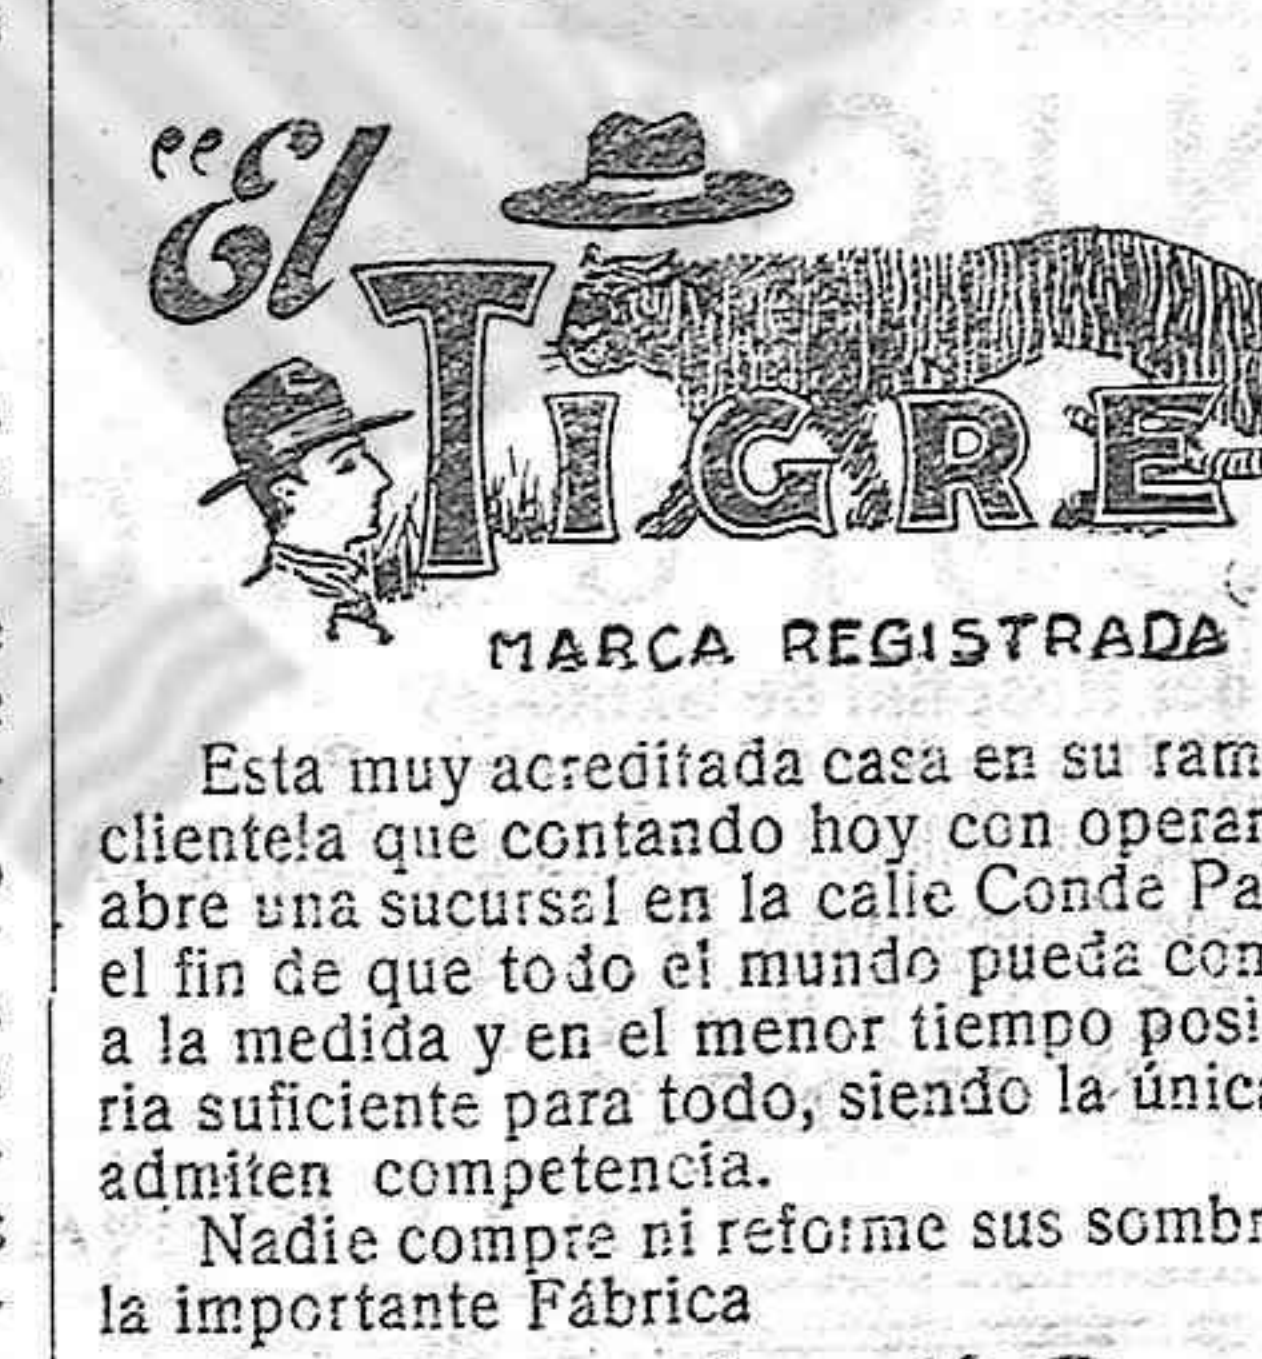 “El
TIGRE
MARCA REGISTRADA
Esta muy acreditada casa en su ram
clientela que contando hoy con operar
abre una sucursal en la calle Conde Pa
el fin de que todo el mundo pueda com
a la medida y en el menor tiempo posi
ria suficiente para todo, siendo la única
admiten competencia.
Nadie compre ni reforme sus sombr
la importante Fábrica